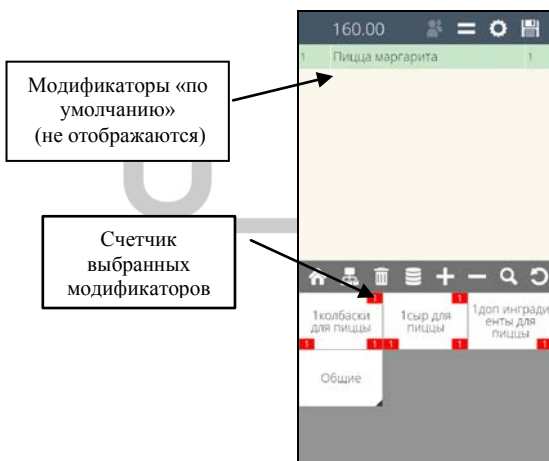 160.00
1 Пицца маргарита 1
Модификаторы «по
умолчанию»
(не отображаются)
Счетчик
выбранных
модификаторов
1 1
1колбаски
для пиццы
1сыр для
пиццы
1доп ингради
енты для
пиццы
1 1 1 1 1
Общие